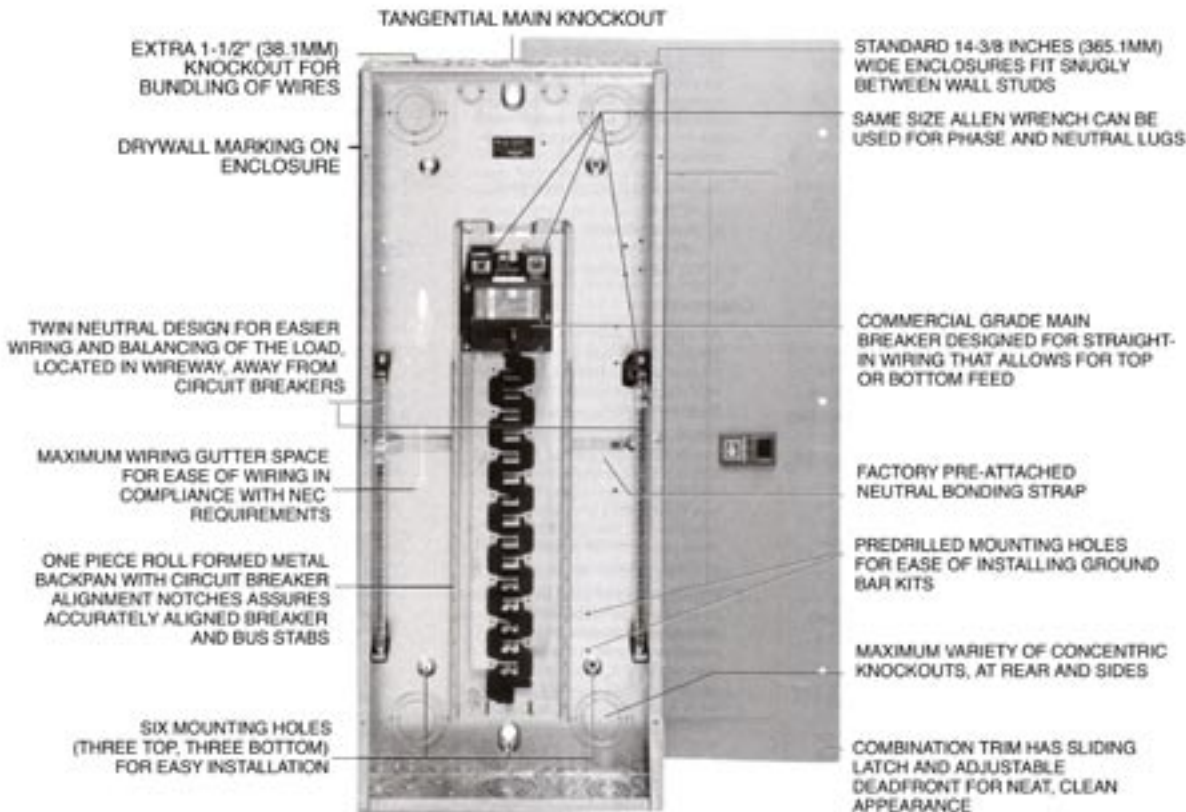 TANGENTIAL MAIN KNOCKOUT
EXTRA 1-1/2" (38.1MM)
KNOCKOUT FOR
BUNDLING OF WIRES
DRYWALL MARKING ON
ENCLOSURE
TWIN NEUTRAL DESIGN FOR EASIER
WIRING AND BALANCING OF THE LOAD,
LOCATED IN WIREWAY, AWAY FROM
CIRCUIT BREAKERS
MAXIMUM WIRING GUTTER SPACE
FOR EASE OF WIRING IN
COMPLIANCE WITH NEC
REQUIREMENTS
ONE PIECE ROLL FORMED METAL
BACKPAN WITH CIRCUIT BREAKER
ALIGNMENT NOTCHES ASSURES
ACCURATELY ALIGNED BREAKER
AND BUS STABS
SIX MOUNTING HOLES
(THREE TOP, THREE BOTTOM)
FOR EASY INSTALLATION
STANDARD 14-3/8 INCHES (365.1MM)
WIDE ENCLOSURES FIT SNUGLY
BETWEEN WALL STUDS
SAME SIZE ALLEN WRENCH CAN BE
USED FOR PHASE AND NEUTRAL LUGS
COMMERCIAL GRADE MAIN
BREAKER DESIGNED FOR STRAIGHT-
IN WIRING THAT ALLOWS FOR TOP
OR BOTTOM FEED
FACTORY PRE-ATTACHED
NEUTRAL BONDING STRAP
PREDRILLED MOUNTING HOLES
FOR EASE OF INSTALLING GROUND
BAR KITS
MAXIMUM VARIETY OF CONCENTRIC
KNOCKOUTS, AT REAR AND SIDES
COMBINATION TRIM HAS SLIDING
LATCH AND ADJUSTABLE
DEADFRONT FOR NEAT, CLEAN
APPEARANCE